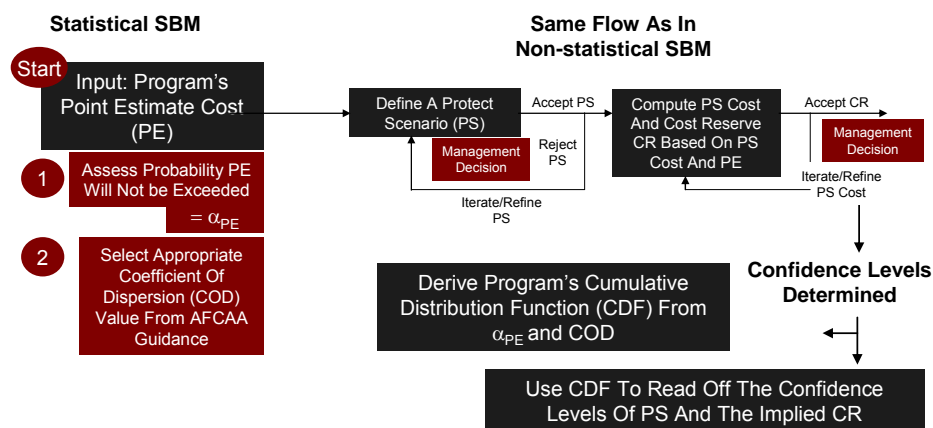 Statistical SBM
Same Flow As In
Non-statistical SBM
Start
Input: Program's
Point Estimate Cost
(PE)
1
Assess Probability PE
Will Not be Exceeded
= αPE
2
Select Appropriate
Coefficient Of
Dispersion (COD)
Value From AFCAA
Guidance
Define A Protect
Scenario (PS)
Accept PS
Management
Decision
Reject
PS
Iterate/Refine
PS
Compute PS Cost
And Cost Reserve
CR Based On PS
Cost And PE
Accept CR
Management
Decision
Iterate/Refine
PS Cost
Confidence Levels
Determined
Derive Program's Cumulative
Distribution Function (CDF) From
αPE and COD
Use CDF To Read Off The Confidence
Levels Of PS And The Implied CR